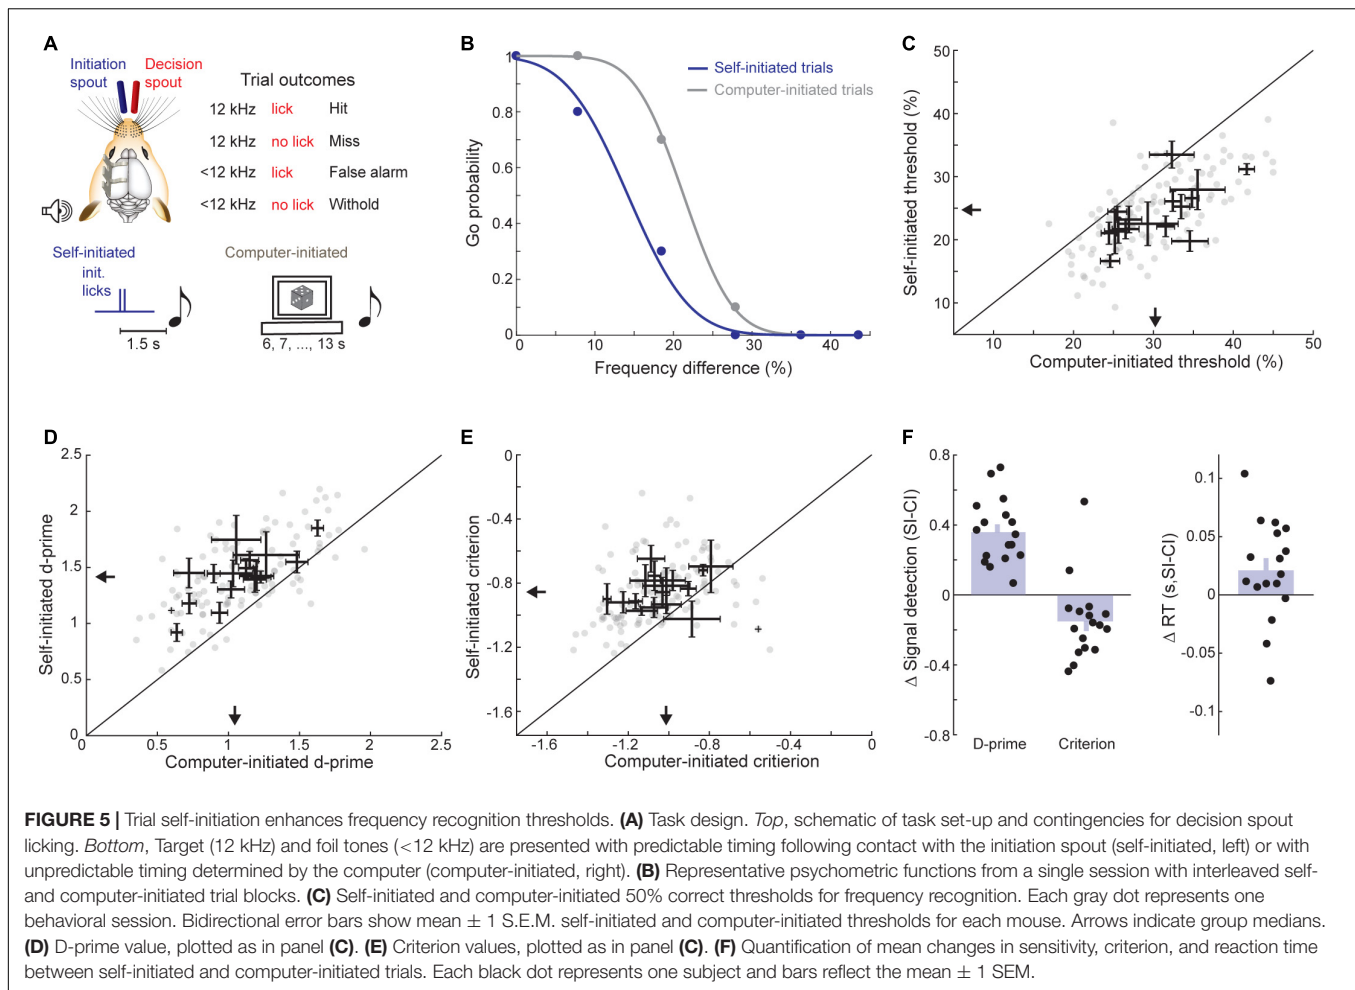 A
Initiation spout
Decision spout
Trial outcomes
12 kHz lick Hit
12 kHz no lick Miss
<12 kHz lick False alarm
<12 kHz no lick Withold
Self-initiated
init.
licks
1.5 s
Computer-initiated
6, 7, ..., 13 s
B
Self-initiated trials
Computer-initiated trials
Go probability
1
0.8
0.6
0.4
0.2
0
0 10 20 30 40
Frequency difference (%)
C
Self-initiated threshold (%)
50
40
30
20
10
10 20 30 40 50
Computer-initiated threshold (%)
D
Self-initiated d-prime
2.5
2
1.5
1
0.5
0
0 0.5 1 1.5 2 2.5
Computer-initiated d-prime
E
Self-initiated criterion
0
-0.4
-0.8
-1.2
-1.6
-1.6 -1.2 -0.8 -0.4 0
Computer-initiated critierion
F
Δ Signal detection (SI-CI)
0.8
0.4
0
-0.4
-0.8
D-prime Criterion
Δ RT (s,SI-CI)
0.1
0.05
0
-0.05
-0.1
FIGURE 5 | Trial self-initiation enhances frequency recognition thresholds. (A) Task design. Top, schematic of task set-up and contingencies for decision spout
licking. Bottom, Target (12 kHz) and foil tones (<12 kHz) are presented with predictable timing following contact with the initiation spout (self-initiated, left) or with
unpredictable timing determined by the computer (computer-initiated, right). (B) Representative psychometric functions from a single session with interleaved self-
and computer-initiated trial blocks. (C) Self-initiated and computer-initiated 50% correct thresholds for frequency recognition. Each gray dot represents one
behavioral session. Bidirectional error bars show mean ± 1 S.E.M. self-initiated and computer-initiated thresholds for each mouse. Arrows indicate group medians.
(D) D-prime value, plotted as in panel (C). (E) Criterion values, plotted as in panel (C). (F) Quantification of mean changes in sensitivity, criterion, and reaction time
between self-initiated and computer-initiated trials. Each black dot represents one subject and bars reflect the mean ± 1 SEM.